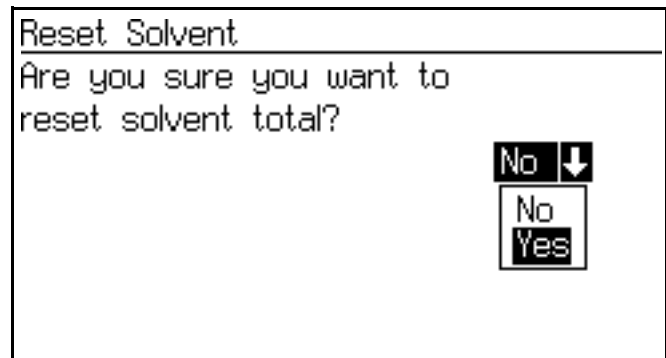 Reset Solvent
Are you sure you want to
reset solvent total?
No
No
Yes